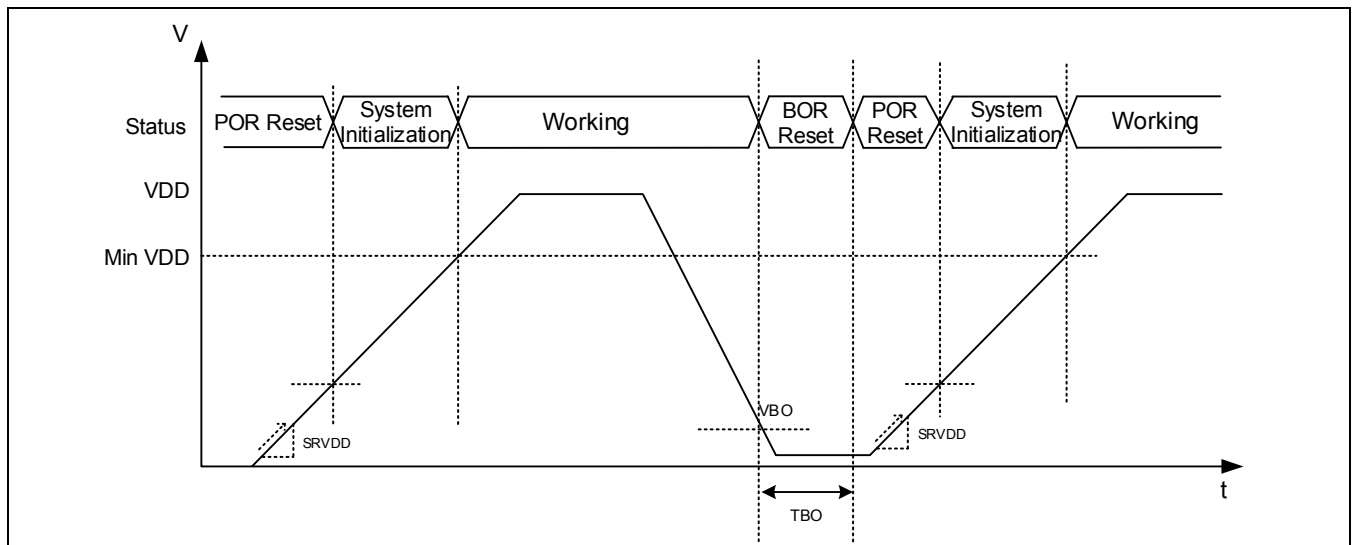 V
Status
POR Reset
System
Initialization
Working
BOR
Reset
POR
Reset
System
Initialization
Working
VDD
Min VDD
VBO
SRVDD
SRVDD
t
TBO